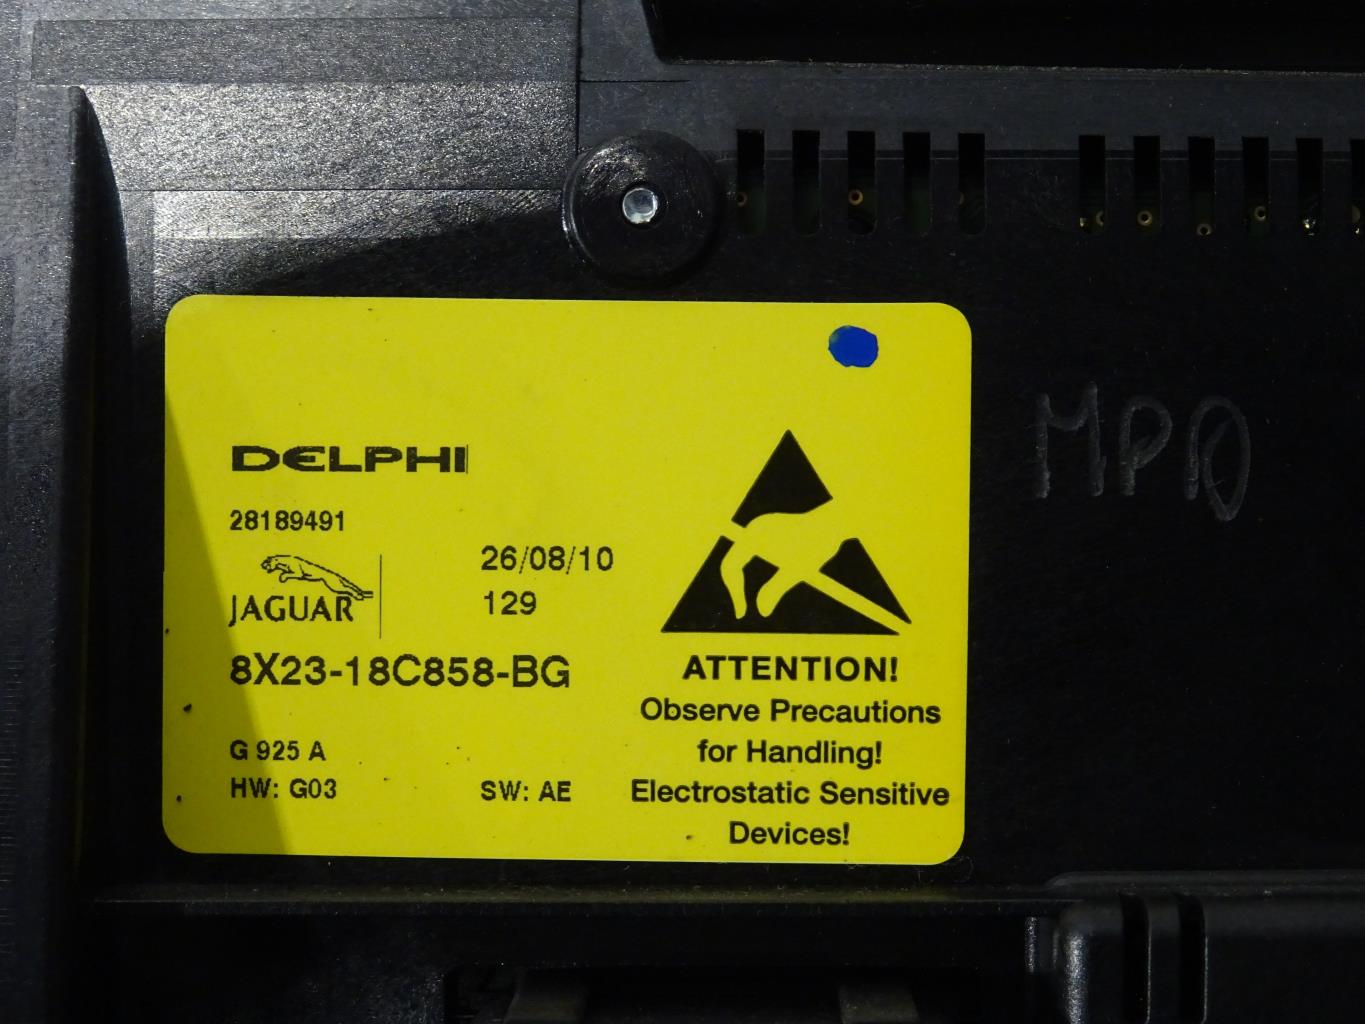 DELPHI
28189491
JAGUAR
26/08/10
129
8X23-18C858-BG
G 925 A
HW: G03
SW: AE
ATTENTION!
Observe Precautions
for Handling!
Electrostatic Sensitive
Devices!